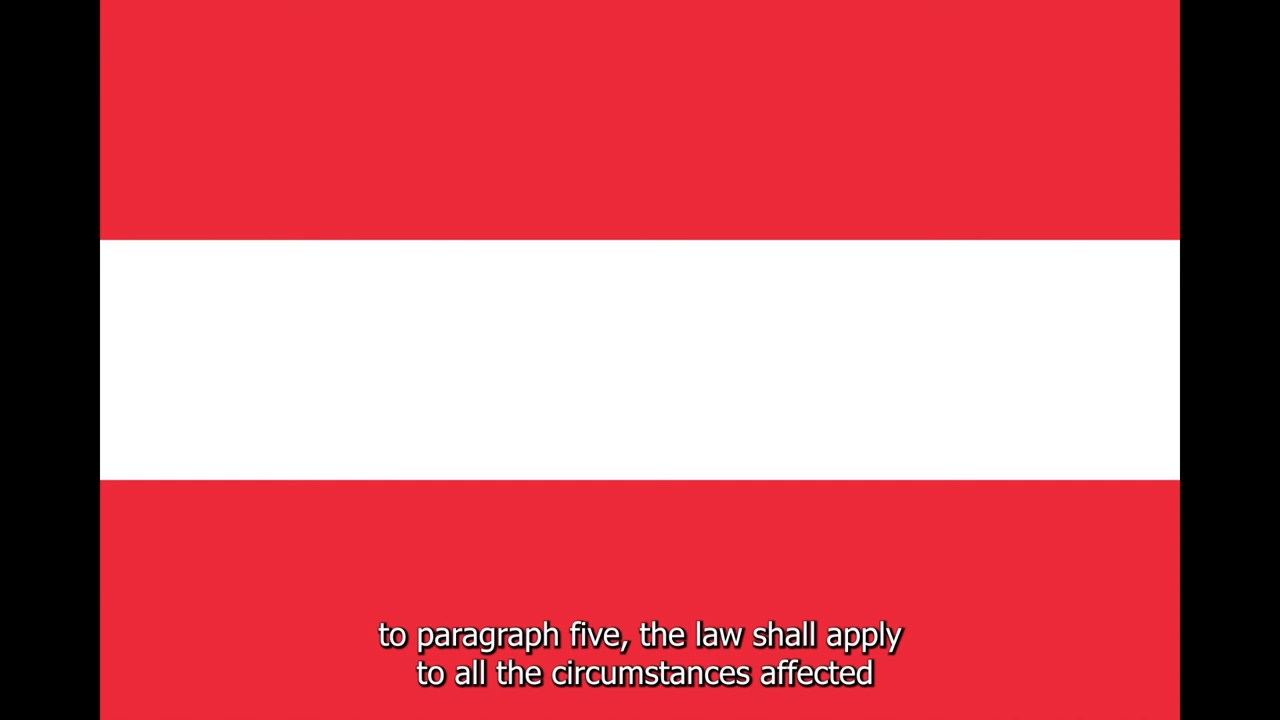 to paragraph five, the law shall apply
to all the circumstances affected